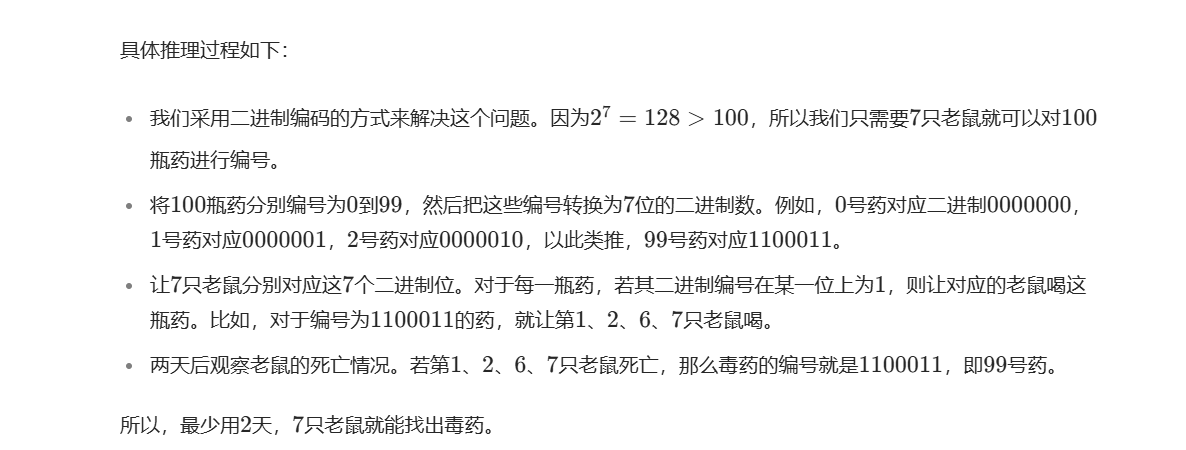 具体推理过程如下：
• 我们采用二进制编码的方式来解决这个问题。因为2⁷ = 128 > 100，所以我们只需要7只老鼠就可以对100
瓶药进行编号。
• 将100瓶药分别编号为0到99，然后把这些编号转换为7位的二进制数。例如，0号药对应二进制0000000，
1号药对应0000001，2号药对应0000010，以此类推，99号药对应1100011。
• 让7只老鼠分别对应这7个二进制位。对于每一瓶药，若其二进制编号在某一位上为1，则让对应的老鼠喝这
瓶药。比如，对于编号为1100011的药，就让第1、2、6、7只老鼠喝。
• 两天后观察老鼠的死亡情况。若第1、2、6、7只老鼠死亡，那么毒药的编号就是1100011，即99号药。
所以，最少用2天，7只老鼠就能找出毒药。